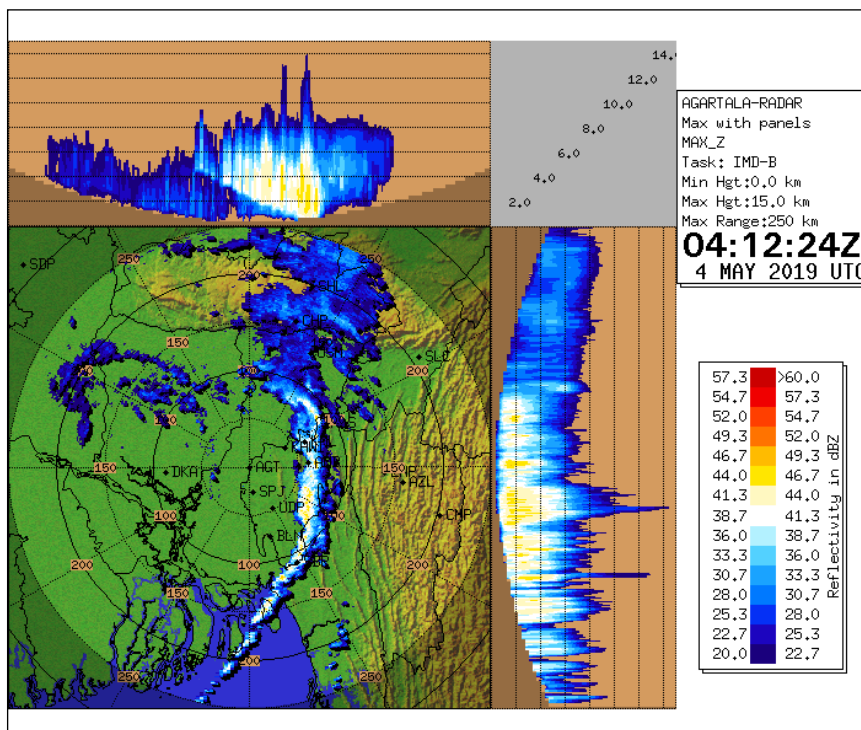 14.
12.0
10.0
8.0
6.0
4.0
2.0
AGARTALA-RADAR
Max with panels
MAX_Z
Task: IMD-B
Min Hgt:0.0 km
Max Hgt:15.0 km
Max Range:250 km
04:12:24Z
4 MAY 2019 UTC
SDP
250
250
200
SHL
CHP
150
150
SLC
200
100
150
DKA
AGT
150
AZL
SPJ
UDP
CMP
100
BLN
200
100
200
150
150
200
250
250
57.3 >60.0
54.7 57.3
52.0 54.7
49.3 52.0
46.7 49.3
44.0 46.7
41.3 44.0
38.7 41.3
36.0 38.7
33.3 36.0
30.7 33.3
28.0 30.7
25.3 28.0
22.7 25.3
20.0 22.7
Reflectivity in dBZ